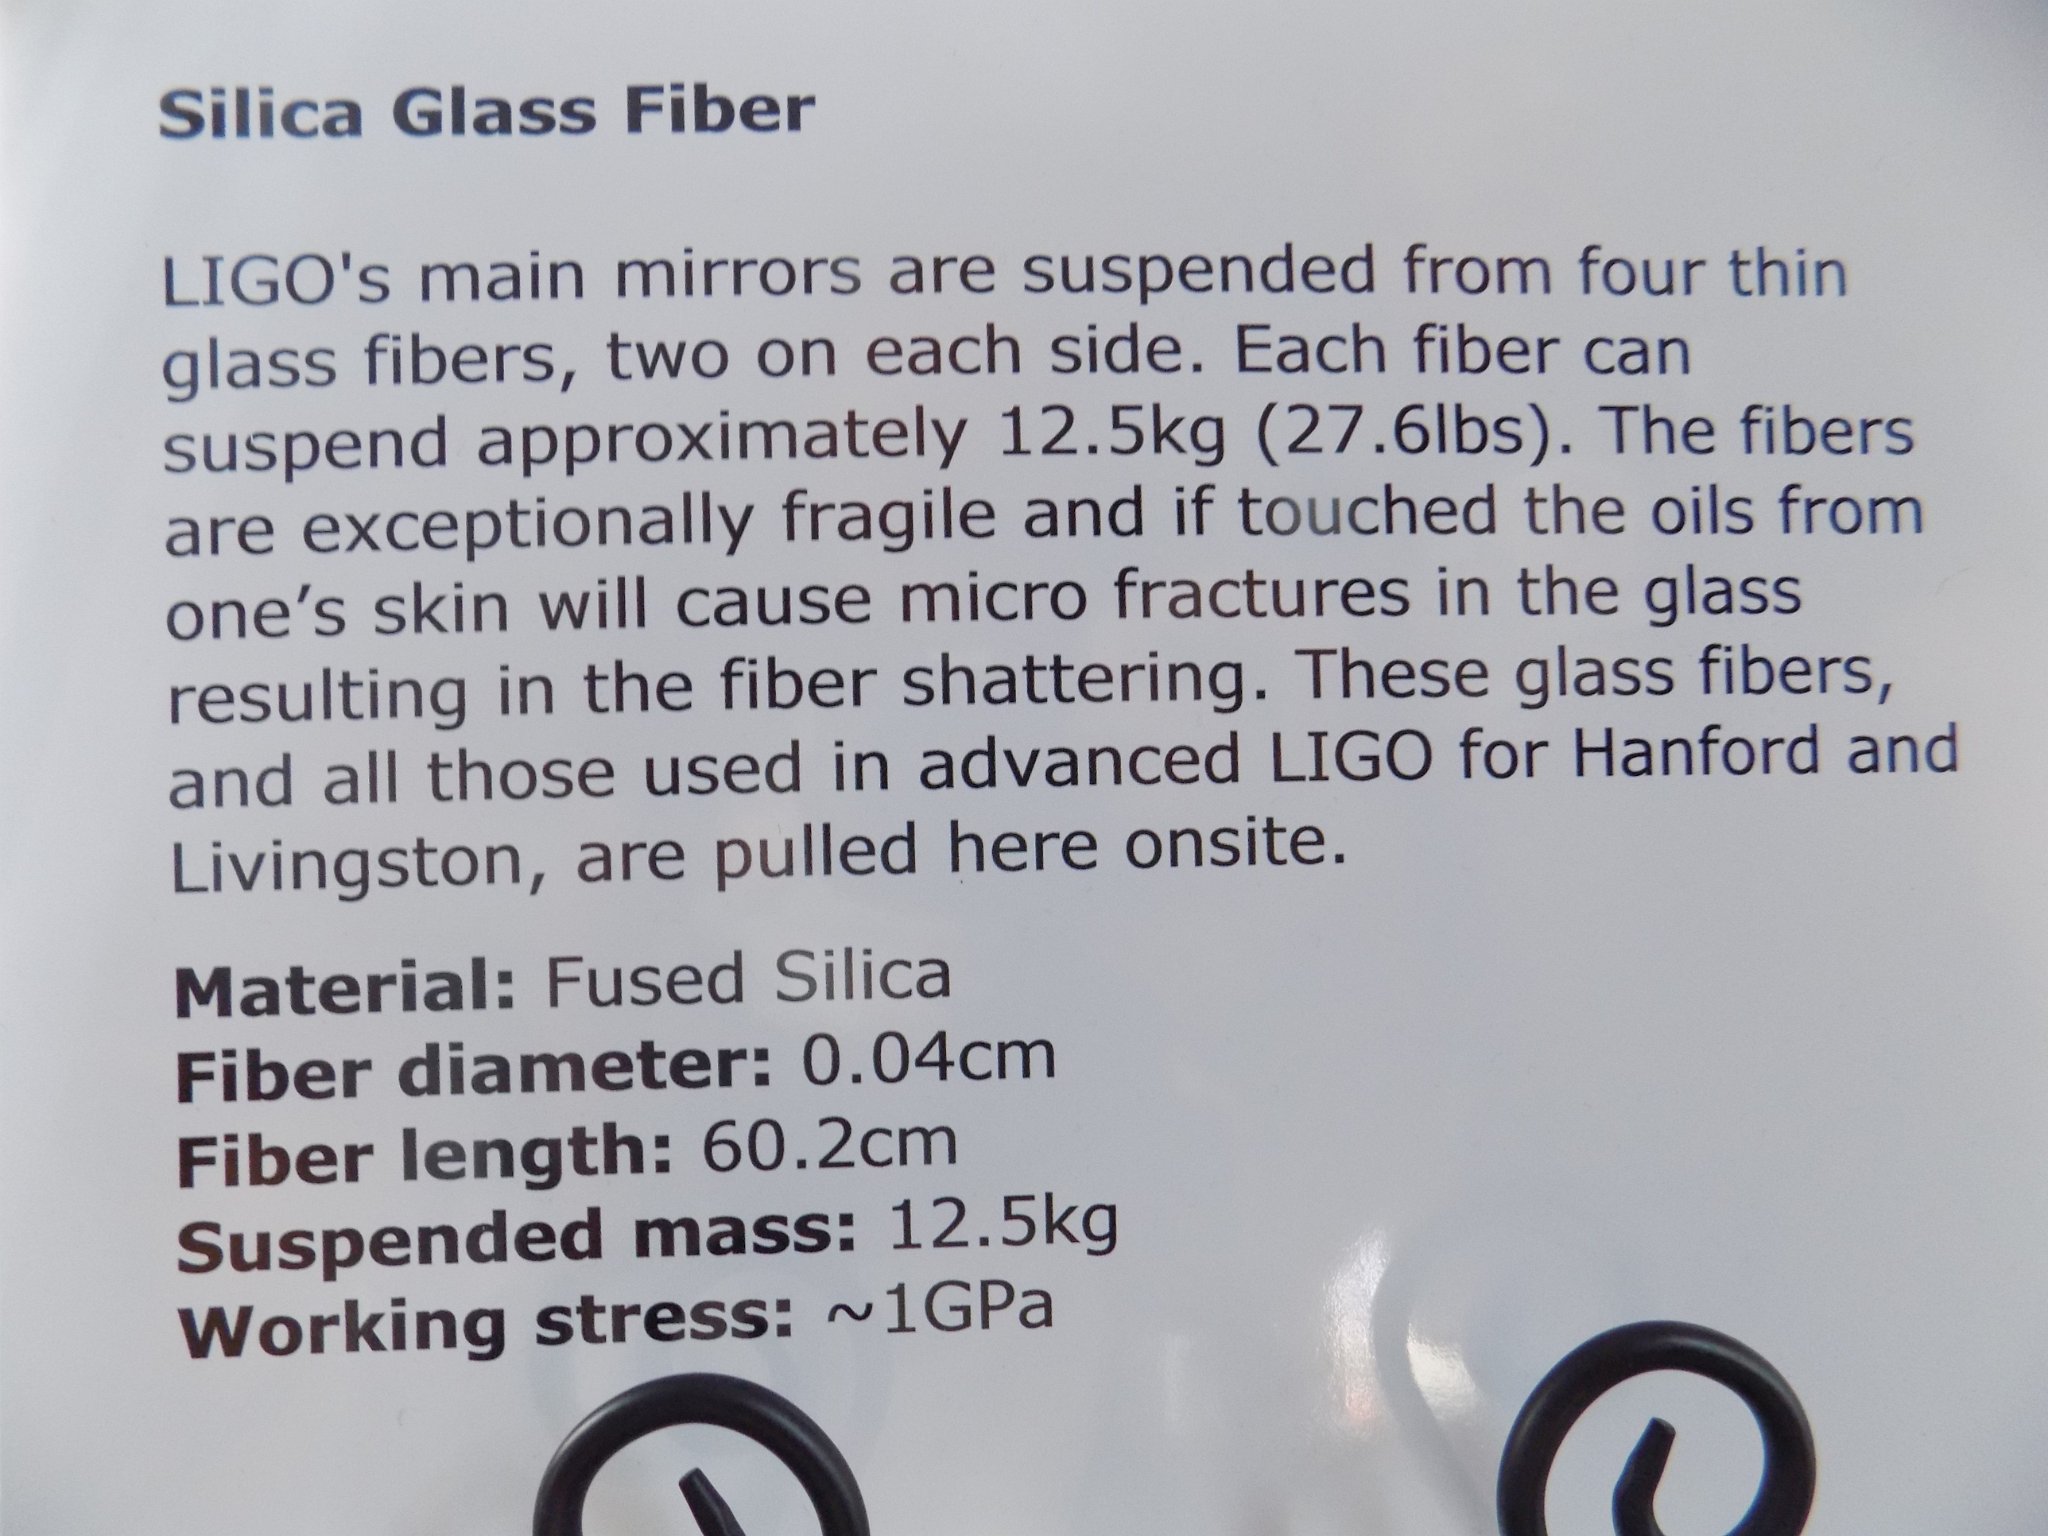 Silica Glass Fiber
LIGO's main mirrors are suspended from four thin
glass fibers, two on each side. Each fiber can
suspend approximately 12.5kg (27.6lbs). The fibers
are exceptionally fragile and if touched the oils from
one’s skin will cause micro fractures in the glass
resulting in the fiber shattering. These glass fibers,
and all those used in advanced LIGO for Hanford and
Livingston, are pulled here onsite.
Material: Fused Silica
Fiber diameter: 0.04cm
Fiber length: 60.2cm
Suspended mass: 12.5kg
Working stress: ~1GPa